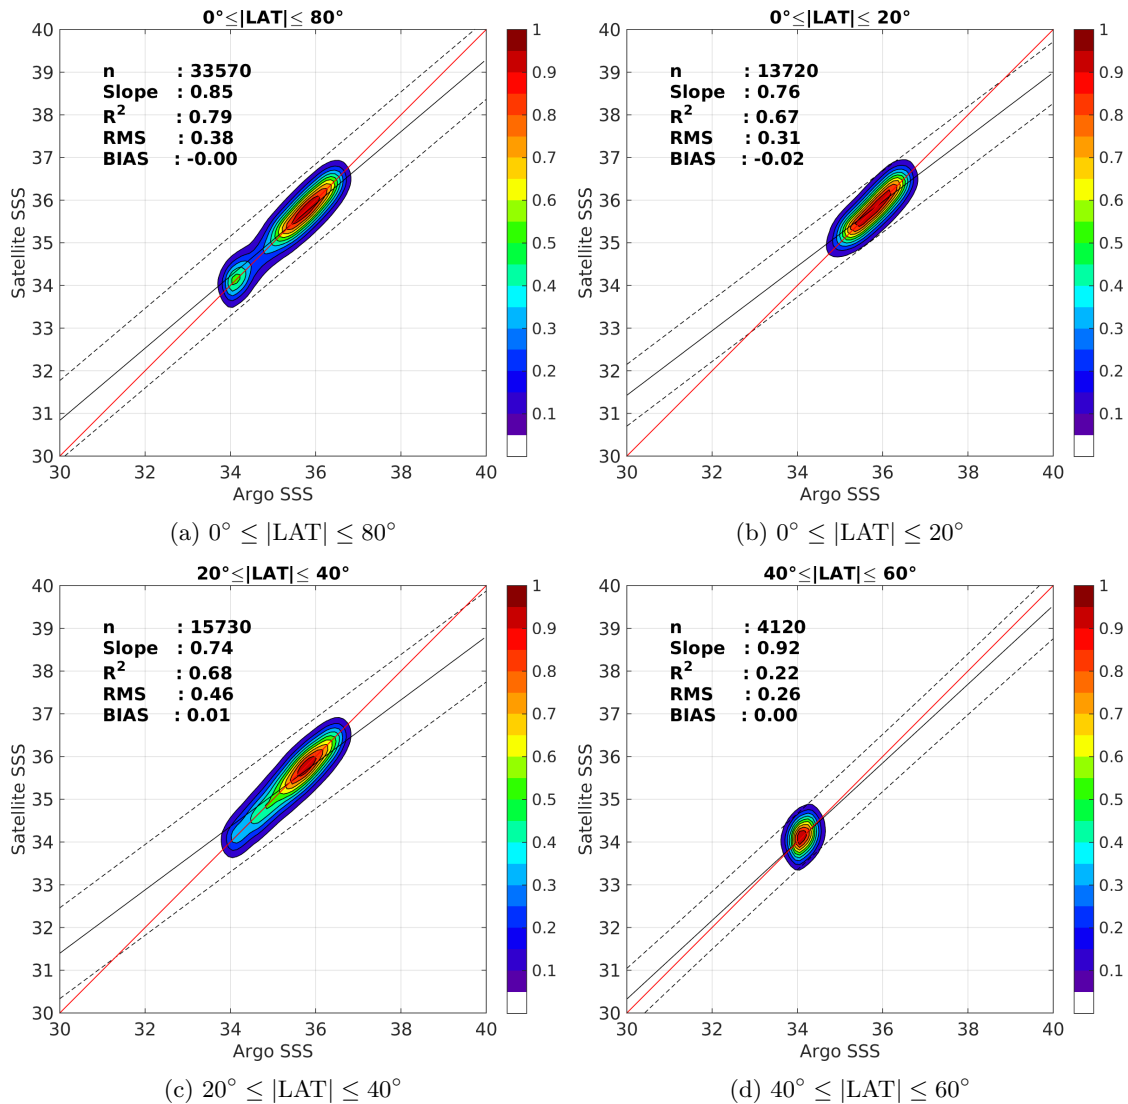 0°≤|LAT|≤ 80°
n : 33570
Slope : 0.85
R² : 0.79
RMS : 0.38
BIAS : -0.00
40
39
38
37
36
35
34
33
32
31
30
30 32 34 36 38 40
Satellite SSS
Argo SSS
1
0.9
0.8
0.7
0.6
0.5
0.4
0.3
0.2
0.1
(a) 0° ≤ |LAT| ≤ 80°
0°≤|LAT|≤ 20°
n : 13720
Slope : 0.76
R² : 0.67
RMS : 0.31
BIAS : -0.02
40
39
38
37
36
35
34
33
32
31
30
30 32 34 36 38 40
Satellite SSS
Argo SSS
1
0.9
0.8
0.7
0.6
0.5
0.4
0.3
0.2
0.1
(b) 0° ≤ |LAT| ≤ 20°
20°≤|LAT|≤ 40°
n : 15730
Slope : 0.74
R² : 0.68
RMS : 0.46
BIAS : 0.01
40
39
38
37
36
35
34
33
32
31
30
30 32 34 36 38 40
Satellite SSS
Argo SSS
1
0.9
0.8
0.7
0.6
0.5
0.4
0.3
0.2
0.1
(c) 20° ≤ |LAT| ≤ 40°
40°≤|LAT|≤ 60°
n : 4120
Slope : 0.92
R² : 0.22
RMS : 0.26
BIAS : 0.00
40
39
38
37
36
35
34
33
32
31
30
30 32 34 36 38 40
Satellite SSS
Argo SSS
1
0.9
0.8
0.7
0.6
0.5
0.4
0.3
0.2
0.1
(d) 40° ≤ |LAT| ≤ 60°